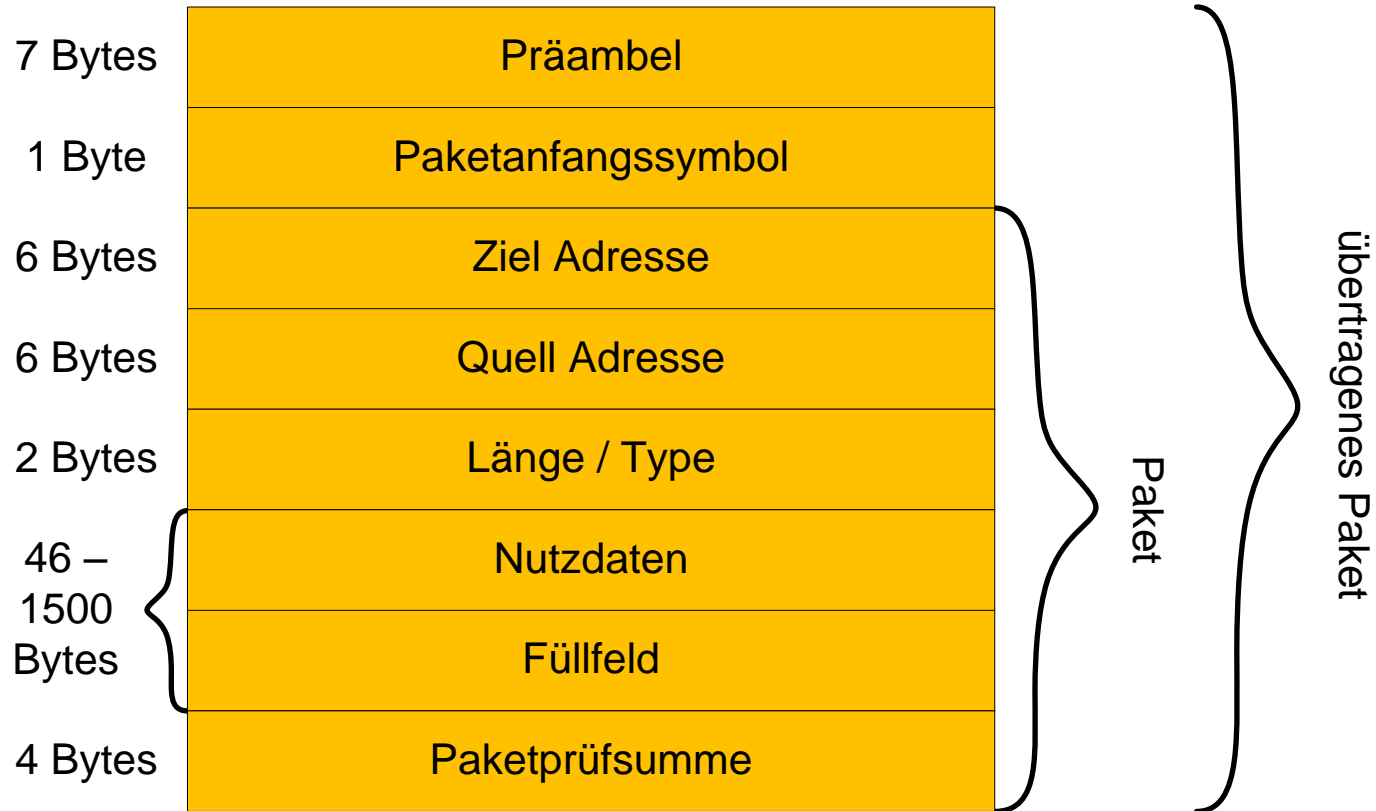 7 Bytes
Präambel
1 Byte
Paketanfangssymbol
6 Bytes
Ziel Adresse
6 Bytes
Quell Adresse
2 Bytes
Länge / Type
46 –
1500
Bytes
Nutzdaten
Füllfeld
4 Bytes
Paketprüfsumme
Paket
übertragenes Paket